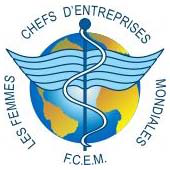 LES FEMMES
CHEFS D'ENTREPRISES
MONDIALES
F.C.E.M.